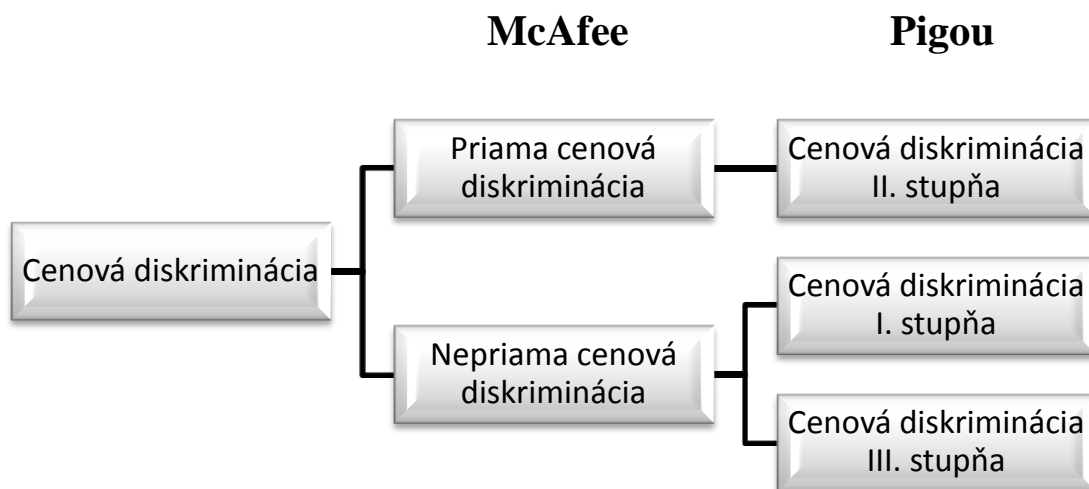 McAfee
Pigou
Priama cenová
diskriminácia
Cenová diskriminácia
II. stupňa
Cenová diskriminácia
Cenová diskriminácia
I. stupňa
Nepriama cenová
diskriminácia
Cenová diskriminácia
III. stupňa